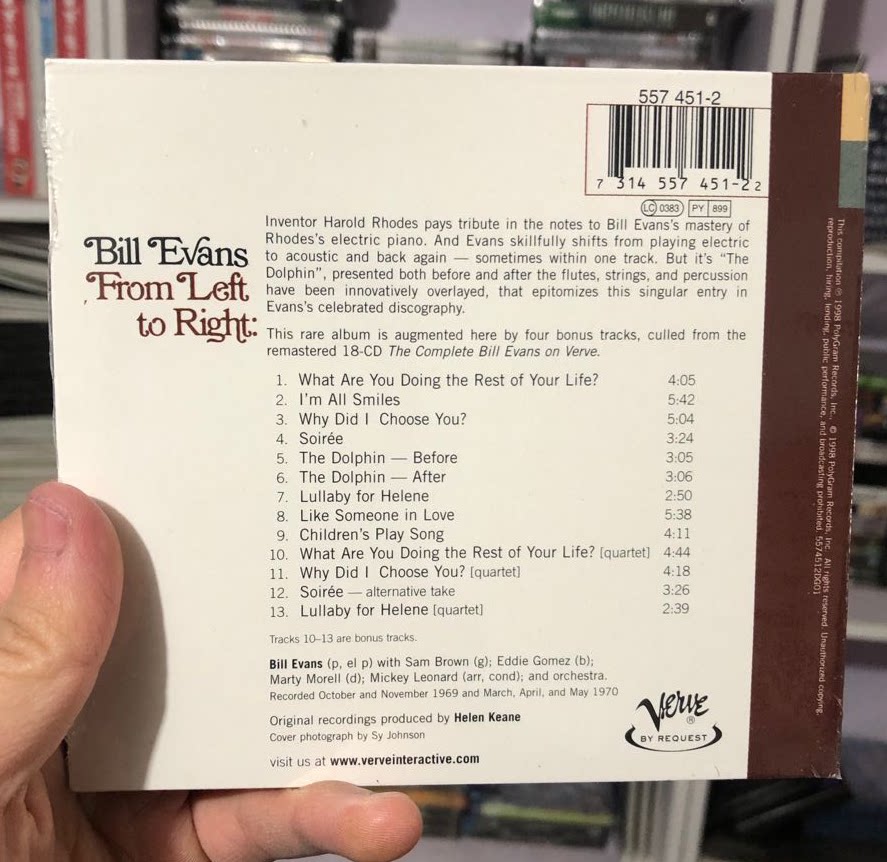 557 451-2
7 314 557 451-2 2
LC 0383 PY 899
Bill Evans
From Left
to Right:
Inventor Harold Rhodes pays tribute in the notes to Bill Evans's mastery of
Rhodes's electric piano. And Evans skillfully shifts from playing electric
to acoustic and back again — sometimes within one track. But it's "The
Dolphin", presented both before and after the flutes, strings, and percussion
have been innovatively overlayed, that epitomizes this singular entry in
Evans's celebrated discography.
This rare album is augmented here by four bonus tracks, culled from the
remastered 18-CD The Complete Bill Evans on Verve.
1. What Are You Doing the Rest of Your Life? 4:05
2. I'm All Smiles 5:42
3. Why Did I Choose You? 5:04
4. Soirée 3:24
5. The Dolphin — Before 3:05
6. The Dolphin — After 3:06
7. Lullaby for Helene 2:50
8. Like Someone in Love 5:38
9. Children's Play Song 4:11
10. What Are You Doing the Rest of Your Life? [quartet] 4:44
11. Why Did I Choose You? [quartet] 4:18
12. Soirée — alternative take 3:26
13. Lullaby for Helene [quartet] 2:39
Tracks 10–13 are bonus tracks.
Bill Evans (p, el p) with Sam Brown (g); Eddie Gomez (b);
Marty Morell (d); Mickey Leonard (arr, cond); and orchestra.
Recorded October and November 1969 and March, April, and May 1970
Original recordings produced by Helen Keane
Cover photograph by Sy Johnson
visit us at www.verveinteractive.com
Verve ®
BY REQUEST
This compilation ℗ 1998 PolyGram Records, Inc., © 1998 PolyGram Records, Inc. All rights reserved. Unauthorized copying,
reproduction, hiring, lending, public performance, and broadcasting prohibited. 5574512DG01